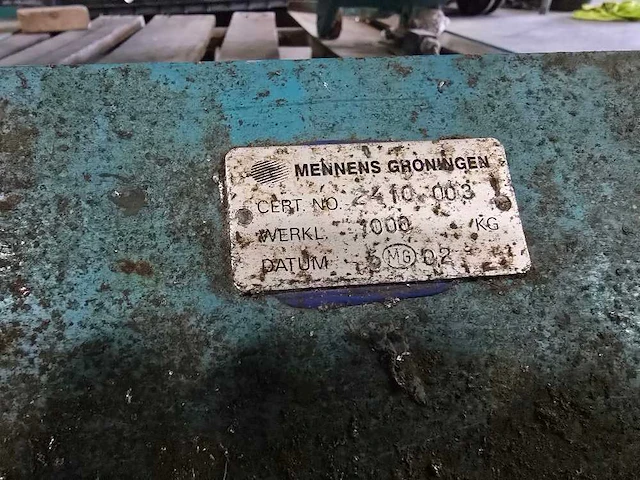 MENNENS GRONINGEN
CERT. NO. 2410.003
WERKL. 1000 KG
DATUM 5 MG 02